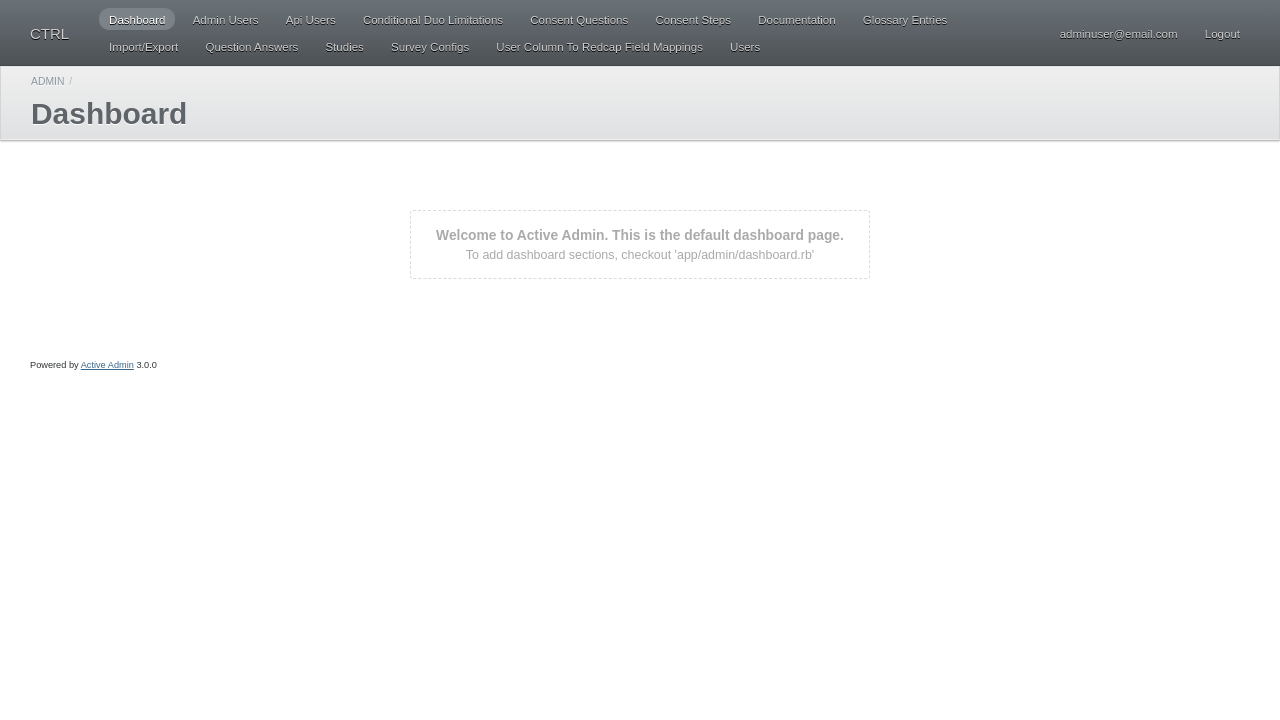 CTRL
Dashboard Admin Users Api Users Conditional Duo Limitations Consent Questions Consent Steps Documentation Glossary Entries
Import/Export Question Answers Studies Survey Configs User Column To Redcap Field Mappings Users
adminuser@email.com Logout
ADMIN /
Dashboard
Welcome to Active Admin. This is the default dashboard page.
To add dashboard sections, checkout 'app/admin/dashboard.rb'
Powered by Active Admin 3.0.0